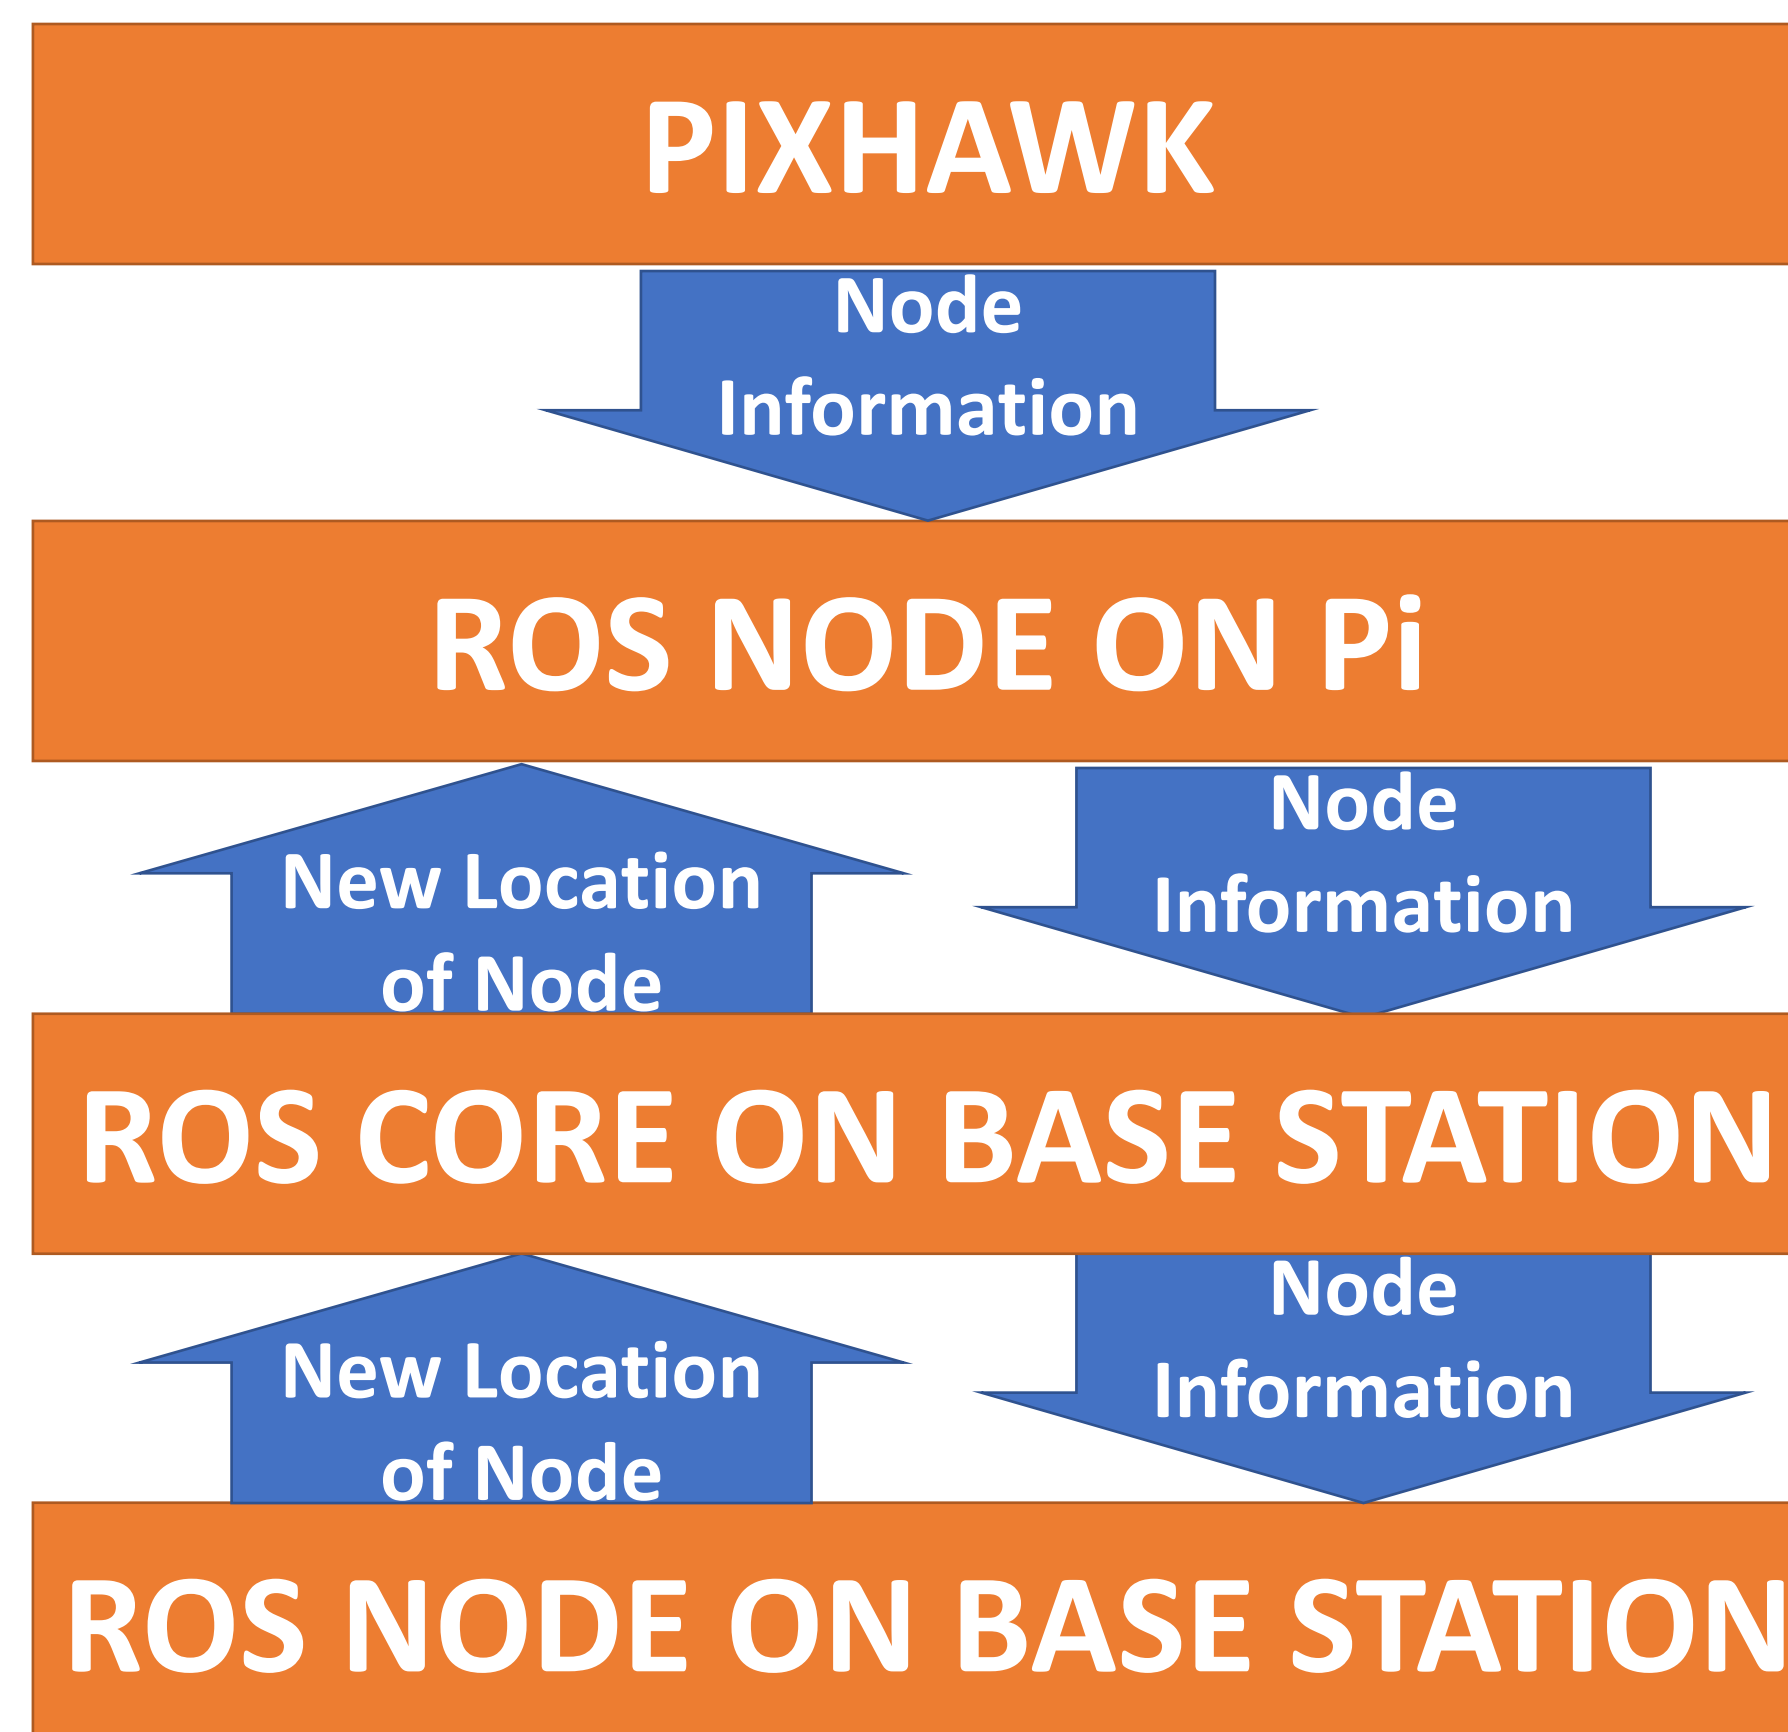 PIXHAWK
Node
Information
ROS NODE ON Pi
New Location
of Node
Node
Information
ROS CORE ON BASE STATION
New Location
of Node
Node
Information
ROS NODE ON BASE STATION